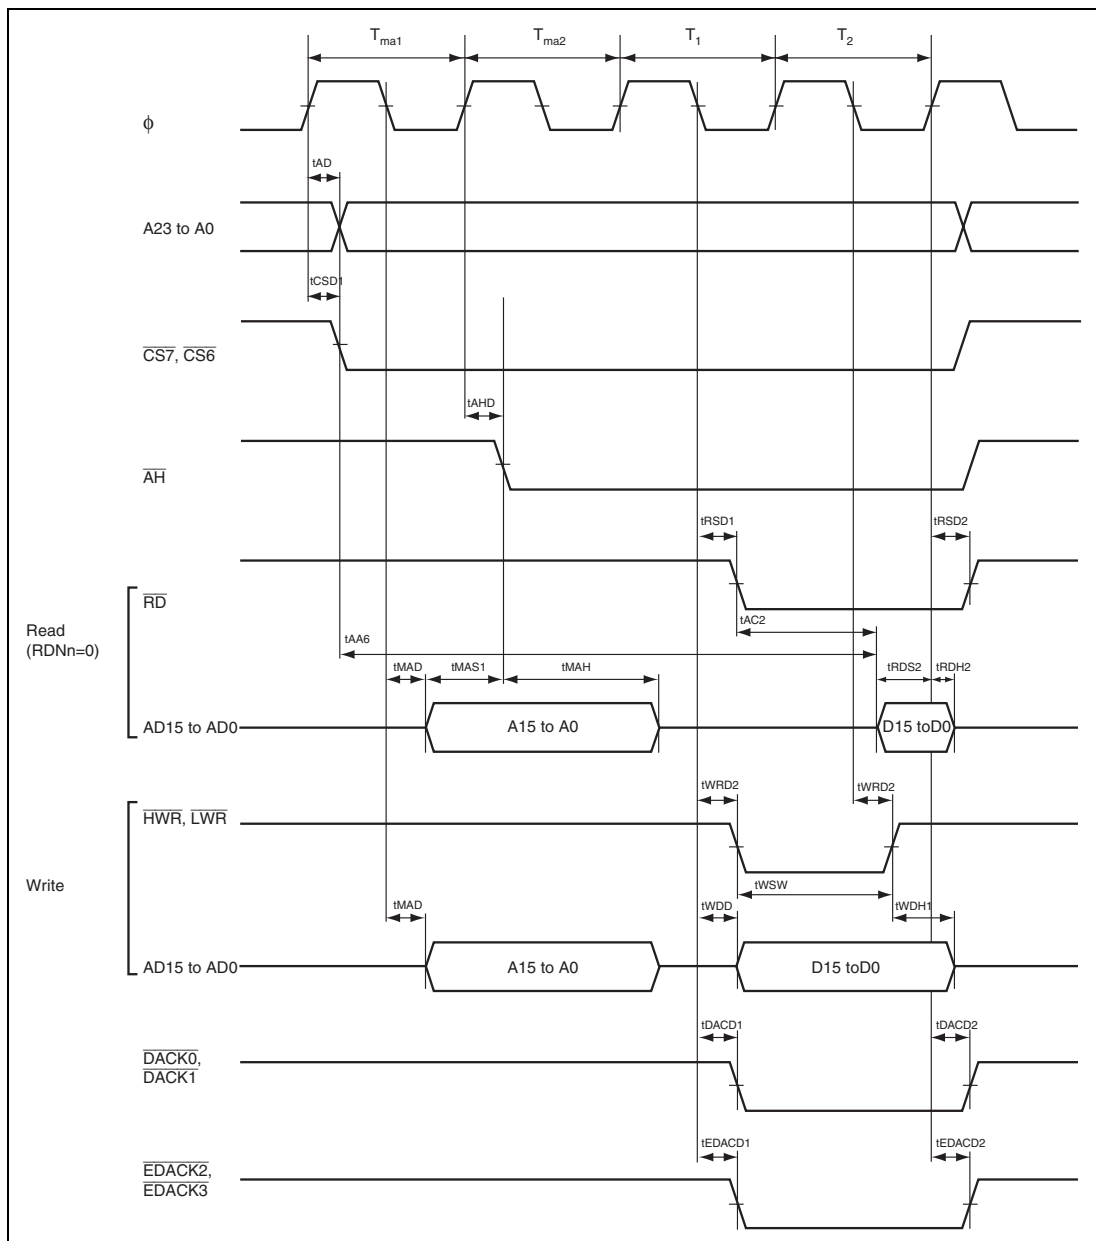 Tma1 Tma2 T1 T2
ϕ
tAD
A23 to A0
tCSD1
CS7, CS6
tAHD
AH
tRSD1 tRSD2
RD
Read
(RDNn=0)
tAC2
tAA6
tMAD tMAS1 tMAH tRDS2 tRDH2
AD15 to AD0 A15 to A0 D15 toD0
tWRD2 tWRD2
HWR, LWR
Write
tWSW
tMAD tWDD tWDH1
AD15 to AD0 A15 to A0 D15 toD0
tDACD1 tDACD2
DACK0,
DACK1
tEDACD1 tEDACD2
EDACK2,
EDACK3